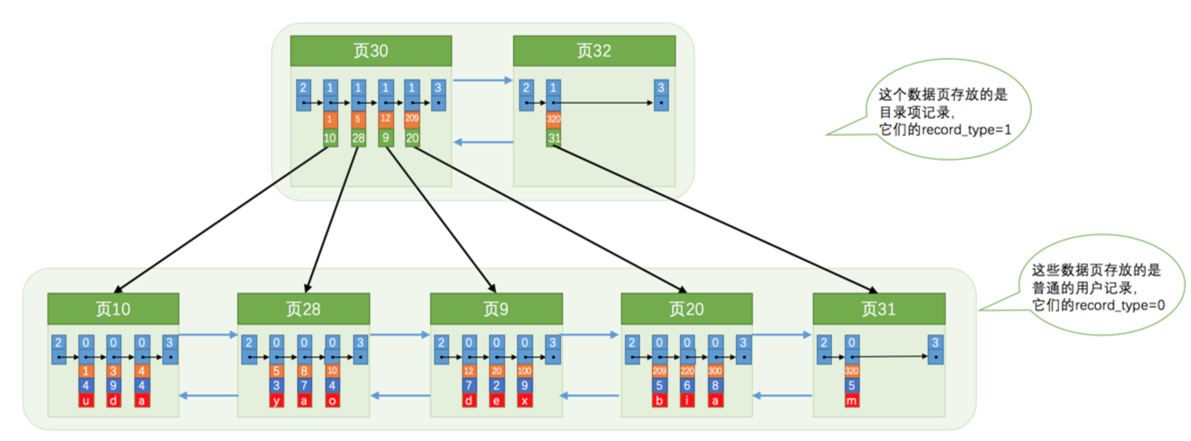 页30
页32
2 1 1 1 1 3
2 1 3
1 5 12 209
320
10 28 9 20
31
这个数据页存放的是
目录项记录,
它们的record_type=1
这些数据页存放的是
普通的用户记录,
它们的record_type=0
页10
页28
页9
页20
页31
2 0 0 0 3
2 0 0 0 3
2 0 0 0 3
2 0 0 0 3
2 0 3
1 3 4
5 8 10
12 20 100
209 220 300
320
4 9 4
3 7 4
7 2 9
5 6 8
5
u d a
y a o
d e x
b i a
m